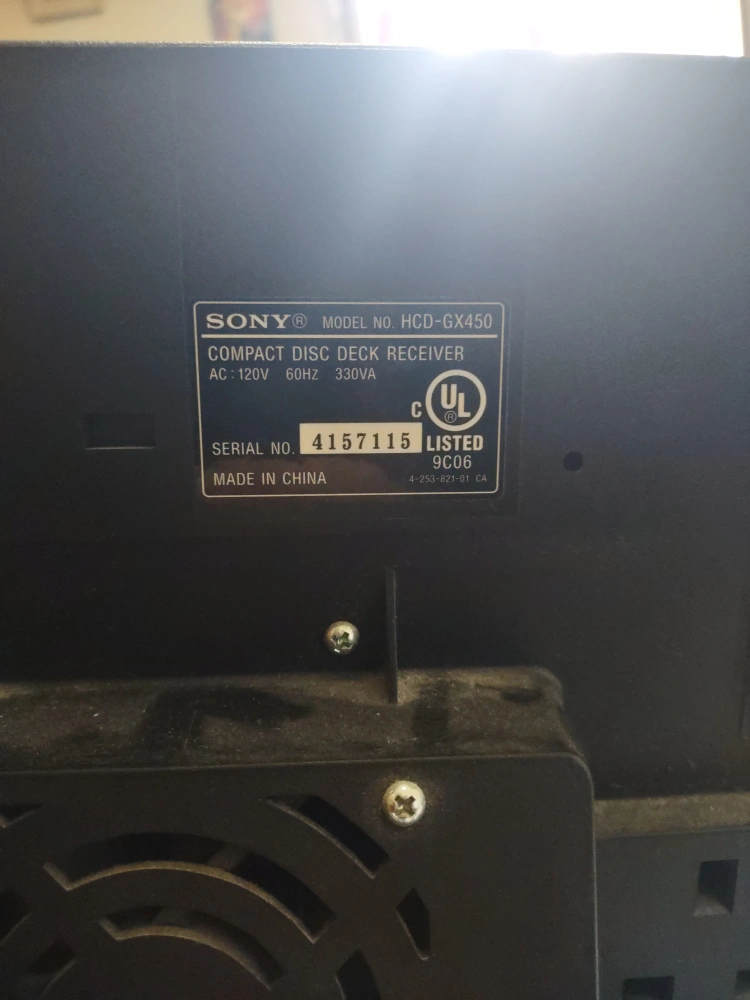 SONY® MODEL NO. HCD-GX450
COMPACT DISC DECK RECEIVER
AC : 120V 60HZ 330VA
C UL ®
SERIAL NO. 4157115 LISTED
9C06
MADE IN CHINA 4-253-821-01 CA